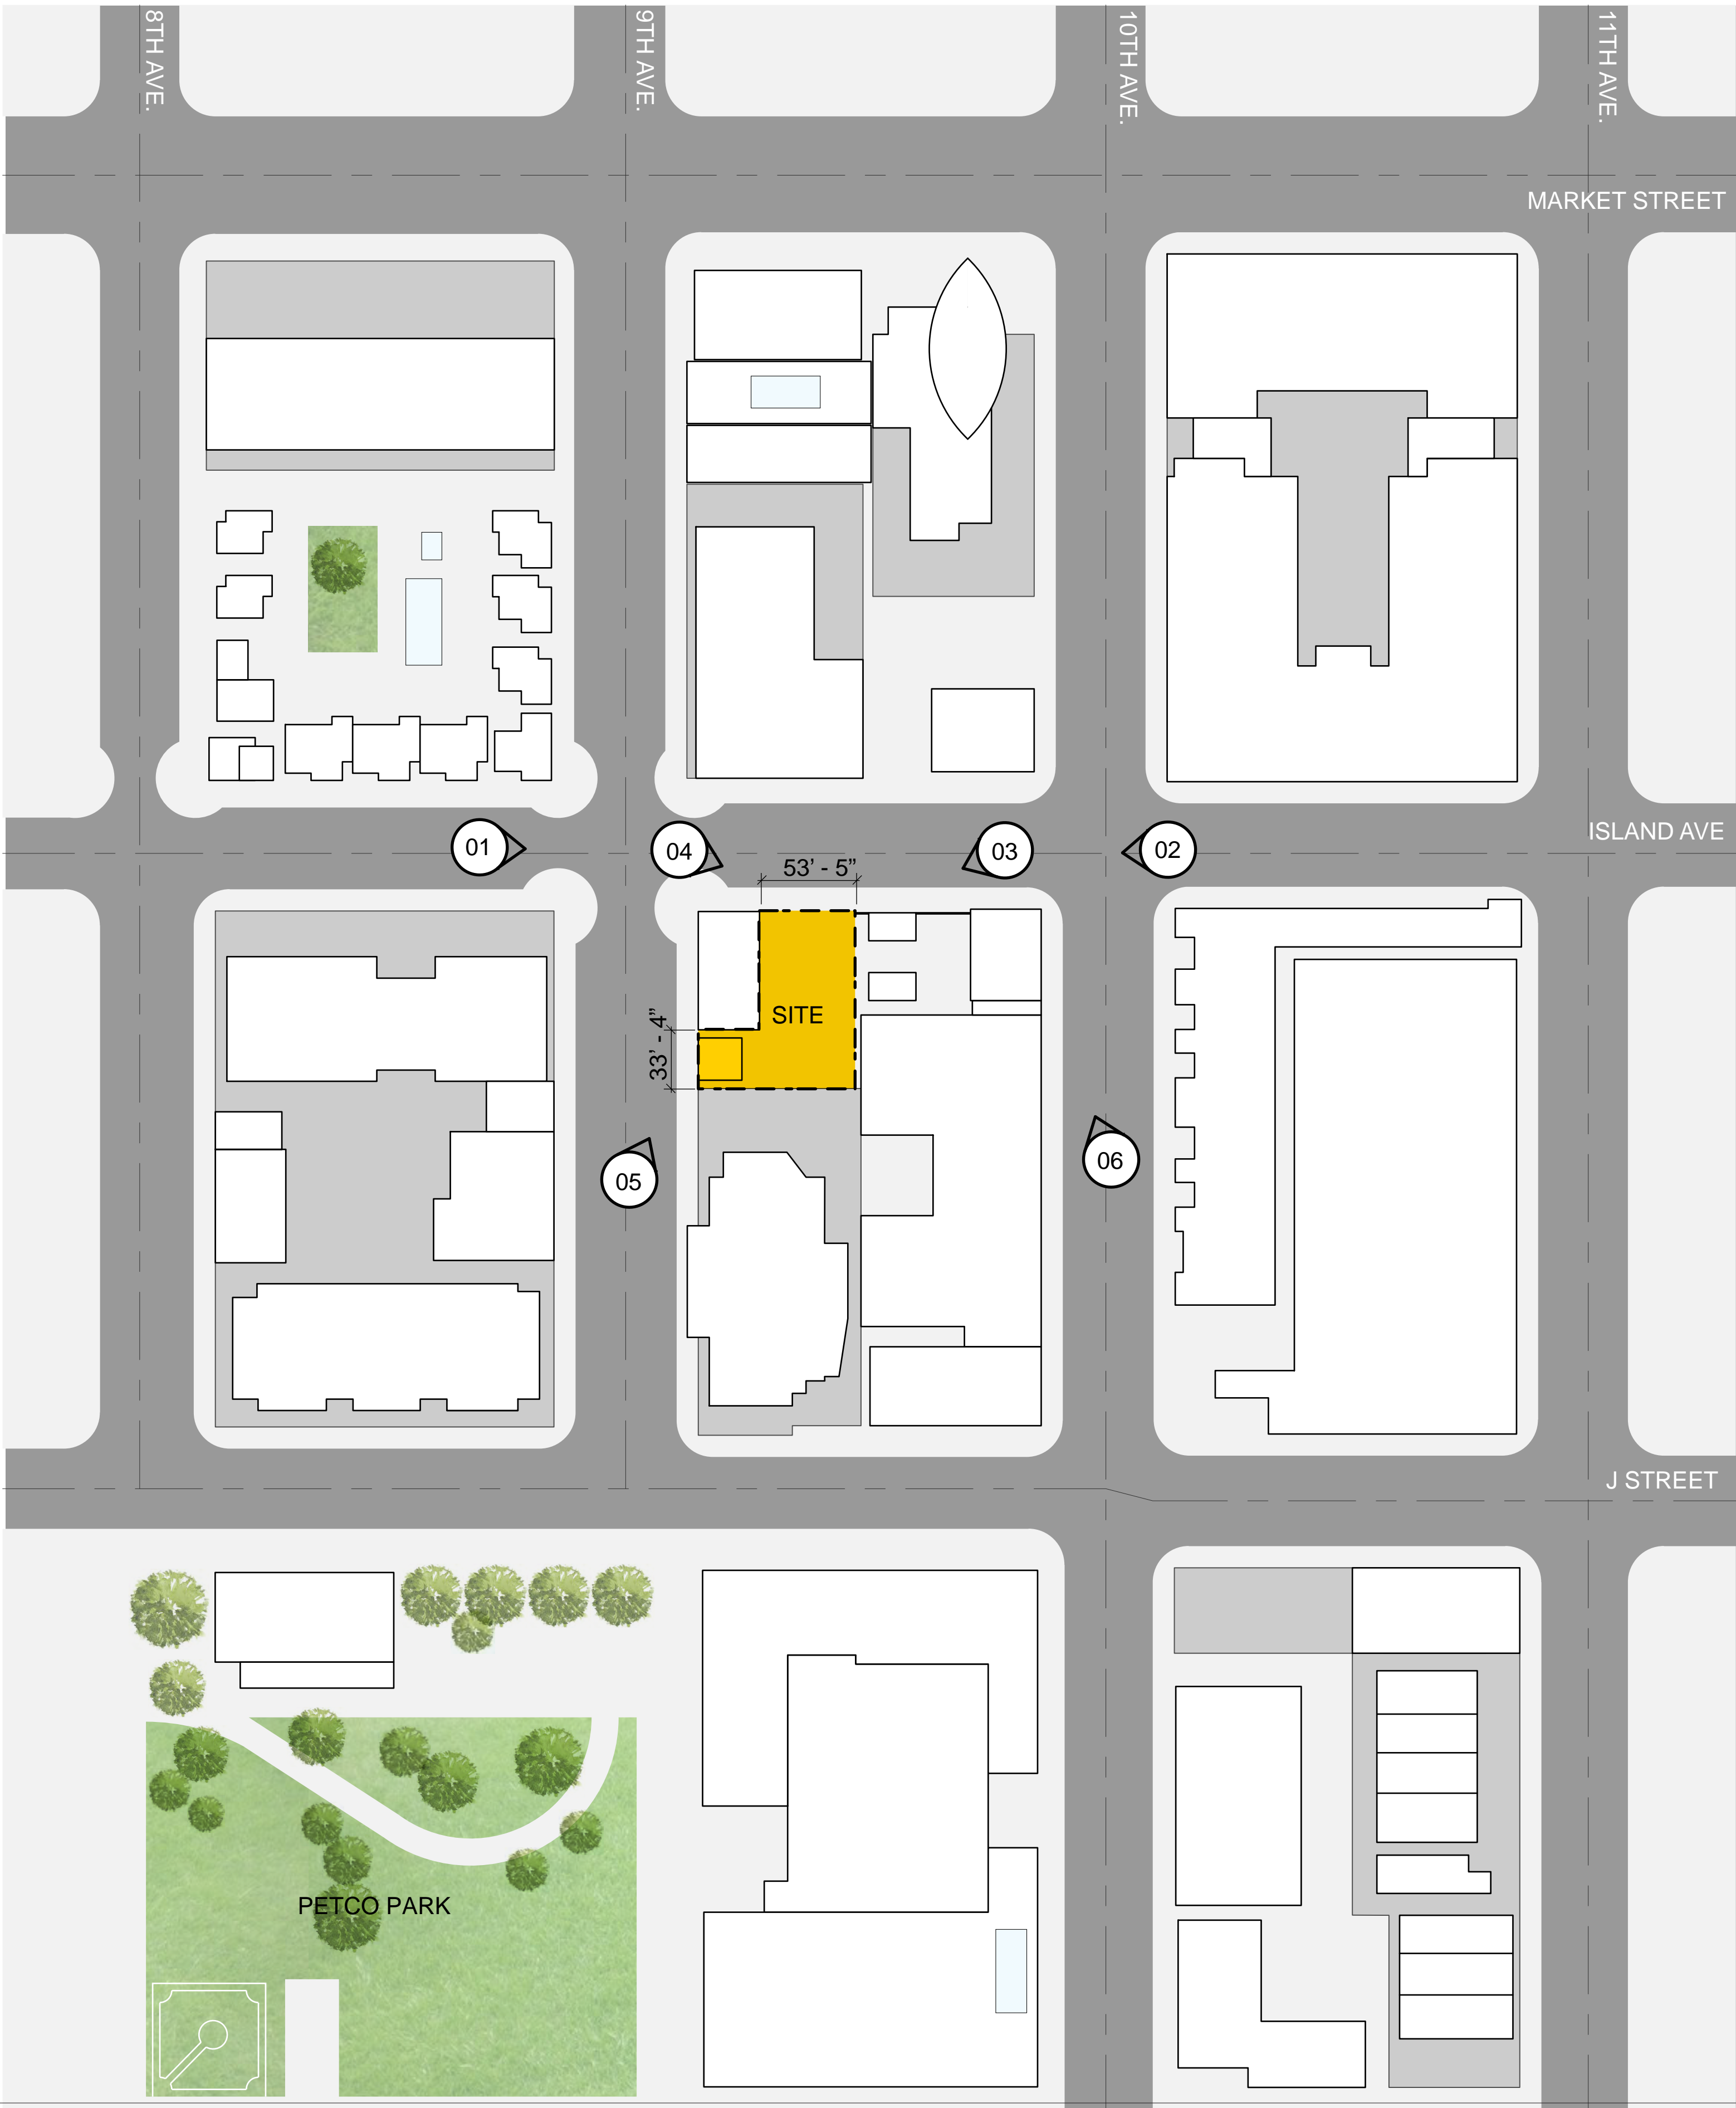 8TH AVE.
9TH AVE.
10TH AVE.
11TH AVE.
MARKET STREET
ISLAND AVE
01
04
03
02
53’ - 5”
SITE
33’ - 4”
05
06
J STREET
PETCO PARK